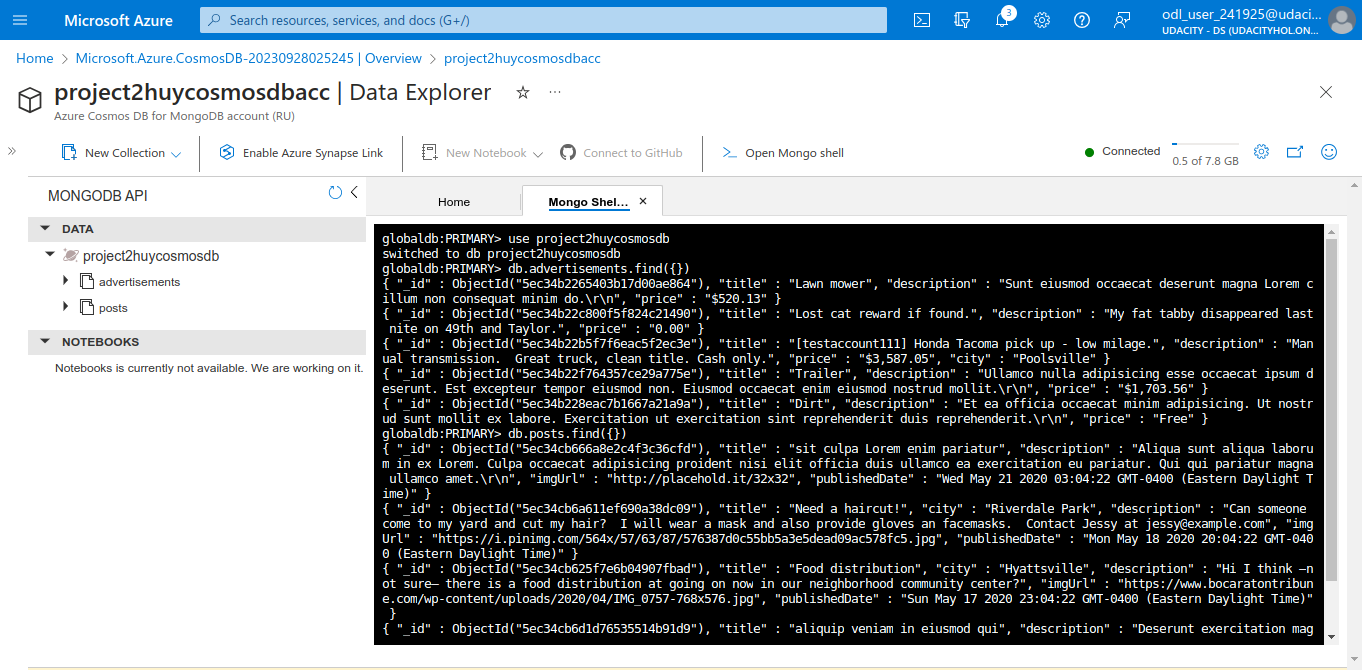 Microsoft Azure
Search resources, services, and docs (G+/)
3
odl_user_241925@udaci...
UDACITY - DS (UDACITYHOL.ON...
Home > Microsoft.Azure.CosmosDB-20230928025245 | Overview > project2huycosmosdbacc
project2huycosmosdbacc | Data Explorer
Azure Cosmos DB for MongoDB account (RU)
New Collection
Enable Azure Synapse Link
New Notebook
Connect to GitHub
Open Mongo shell
Connected
0.5 of 7.8 GB
MONGODB API
DATA
project2huycosmosdb
advertisements
posts
NOTEBOOKS
Notebooks is currently not available. We are working on it.
Home
Mongo Shel...
globaldb:PRIMARY> use project2huycosmosdb
switched to db project2huycosmosdb
globaldb:PRIMARY> db.advertisements.find({})
{ "_id" : ObjectId("5ec34b2265403b17d00ae864"), "title" : "Lawn mower", "description" : "Sunt eiusmod occaecat deserunt magna Lorem c
illum non consequat minim do.\r\n", "price" : "$520.13" }
{ "_id" : ObjectId("5ec34b22c800f5f824c21490"), "title" : "Lost cat reward if found.", "description" : "My fat tabby disappeared last
nite on 49th and Taylor.", "price" : "0.00" }
{ "_id" : ObjectId("5ec34b22b5f7f6eac5f2ec3e"), "title" : "[testaccount111] Honda Tacoma pick up - low milage.", "description" : "Man
ual transmission.  Great truck, clean title. Cash only.", "price" : "$3,587.05", "city" : "Poolsville" }
{ "_id" : ObjectId("5ec34b22f764357ce29a775e"), "title" : "Trailer", "description" : "Ullamco nulla adipisicing esse occaecat ipsum d
eserunt. Est excepteur tempor eiusmod non. Eiusmod occaecat enim eiusmod nostrud mollit.\r\n", "price" : "$1,703.56" }
{ "_id" : ObjectId("5ec34b228eac7b1667a21a9a"), "title" : "Dirt", "description" : "Et ea officia occaecat minim adipisicing. Ut nostr
ud sunt mollit ex labore. Exercitation ut exercitation sint reprehenderit duis reprehenderit.\r\n", "price" : "Free" }
globaldb:PRIMARY> db.posts.find({})
{ "_id" : ObjectId("5ec34cb666a8e2c4f3c36cfd"), "title" : "sit culpa Lorem enim pariatur", "description" : "Aliqua sunt aliqua laboru
m in ex Lorem. Culpa occaecat adipisicing proident nisi elit officia duis ullamco ea exercitation eu pariatur. Qui qui pariatur magna
ullamco amet.\r\n", "imgUrl" : "http://placehold.it/32x32", "publishedDate" : "Wed May 21 2020 03:04:22 GMT-0400 (Eastern Daylight T
ime)" }
{ "_id" : ObjectId("5ec34cb6a611ef690a38dc09"), "title" : "Need a haircut!", "city" : "Riverdale Park", "description" : "Can someone
come to my yard and cut my hair?  I will wear a mask and also provide gloves an facemasks.  Contact Jessy at jessy@example.com", "img
Url" : "https://i.pinimg.com/564x/57/63/87/576387d0c55bb5a3e5dead09ac578fc5.jpg", "publishedDate" : "Mon May 18 2020 20:04:22 GMT-040
0 (Eastern Daylight Time)" }
{ "_id" : ObjectId("5ec34cb625f7e6b04907fbad"), "title" : "Food distribution", "city" : "Hyattsville", "description" : "Hi I think —n
ot sure— there is a food distribution at going on now in our neighborhood community center?", "imgUrl" : "https://www.bocaratontribun
e.com/wp-content/uploads/2020/04/IMG_0757-768x576.jpg", "publishedDate" : "Sun May 17 2020 23:04:22 GMT-0400 (Eastern Daylight Time)"
}
{ "_id" : ObjectId("5ec34cb6d1d76535514b91d9"), "title" : "aliquip veniam in eiusmod qui", "description" : "Deserunt exercitation mag